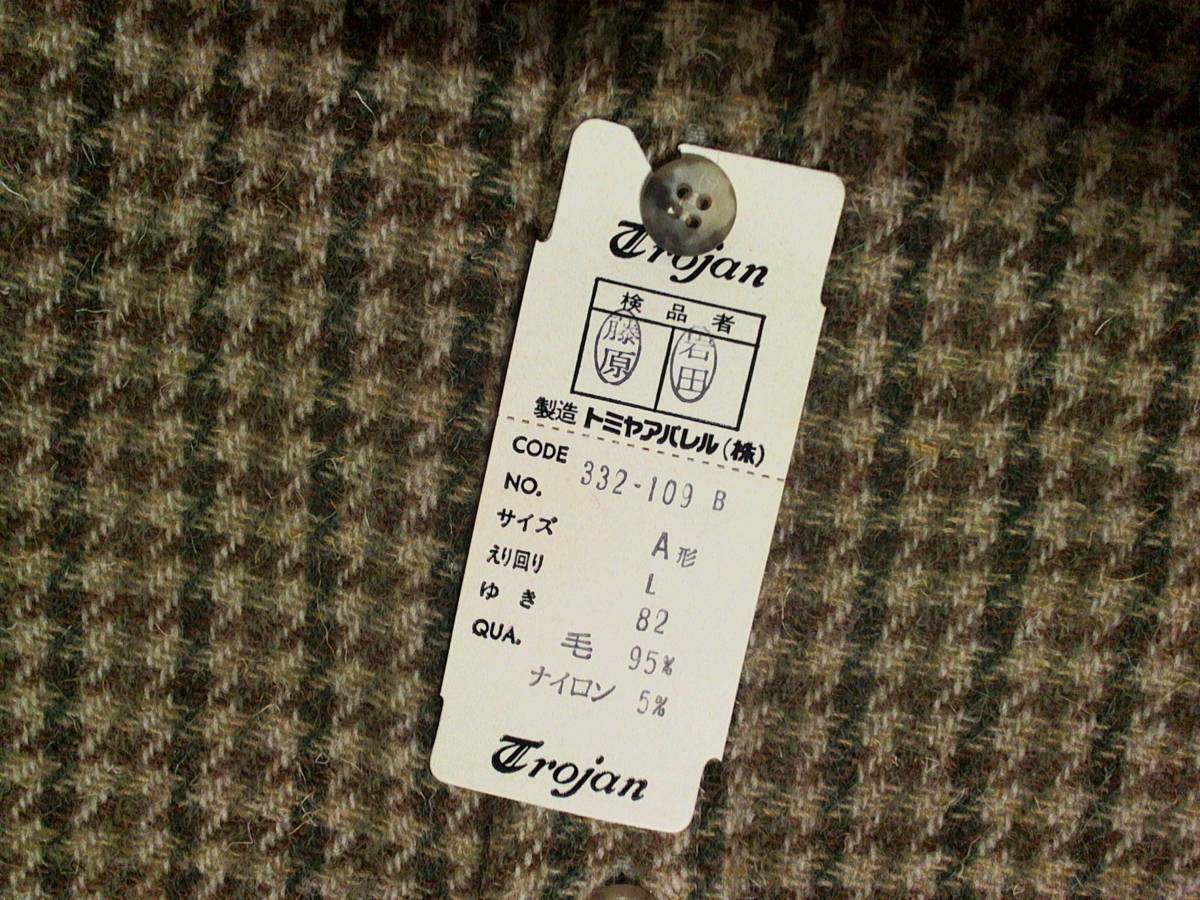 Trojan
検品者
藤原 岩田
製造 トミヤアパレル(株)
CODE
NO. 332-109 B
サイズ A形
えり回り L
ゆき 82
QUA. 毛 95%
ナイロン 5%
Trojan